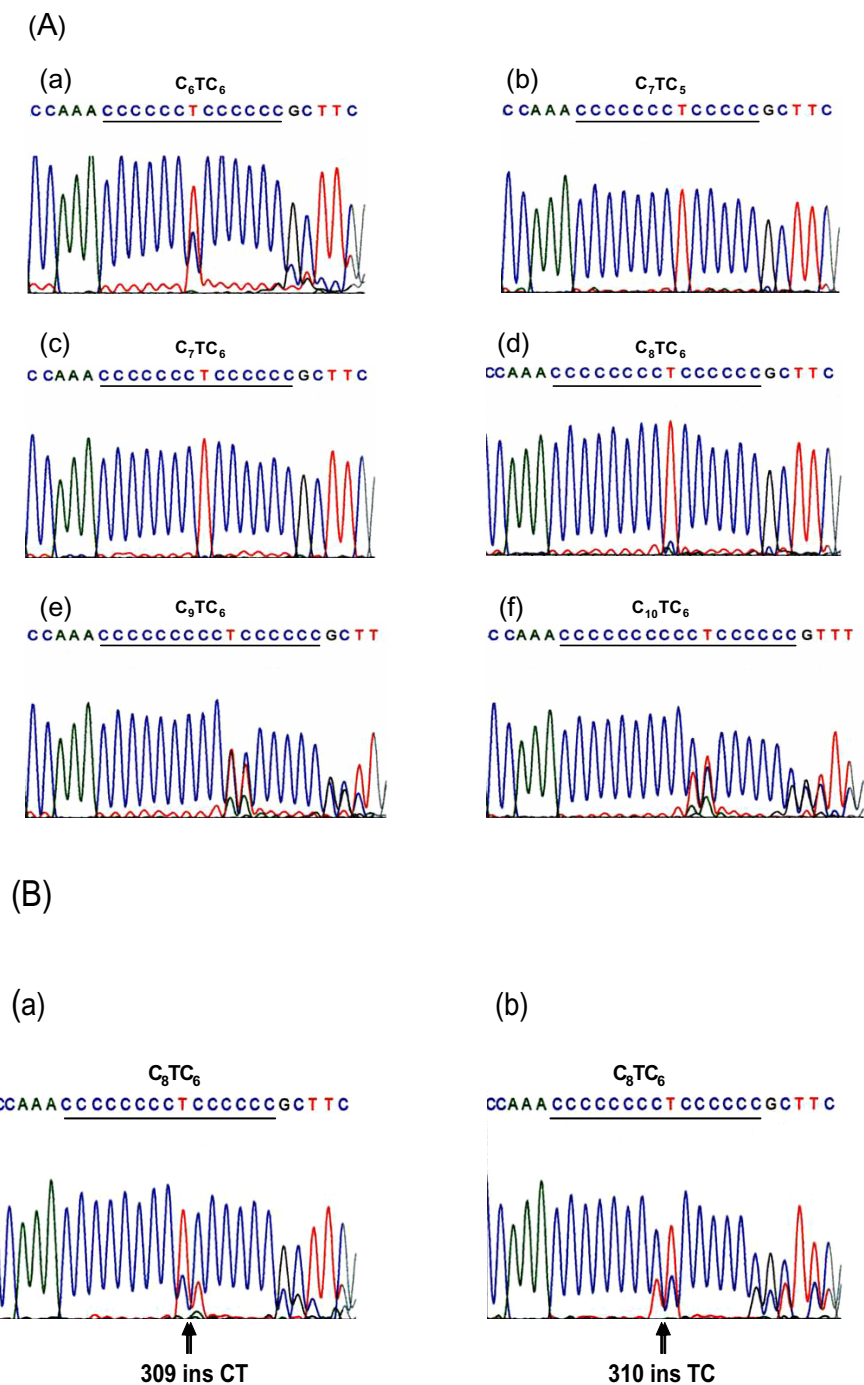 (A)
(a)
C₆TC₆
CCAAACCCCCCTCCCCCCGCTTC
(b)
C₇TC₅
CCAAACCCCCCCTCCCCCGCTTC
(c)
C₇TC₆
CCAAACCCCCCCTCCCCCCGCTTC
(d)
C₈TC₆
CCAAACCCCCCCCTCCCCCCGCTTC
(e)
C₉TC₆
CCAAACCCCCCCCCTCCCCCCGCTT
(f)
C₁₀TC₆
CCAAACCCCCCCCCCTCCCCCCGTTT
(B)
(a)
C₈TC₆
CCAAACCCCCCCCTCCCCCCGCTTC
309 ins CT
(b)
C₈TC₆
CCAAACCCCCCCCTCCCCCCGCTTC
310 ins TC